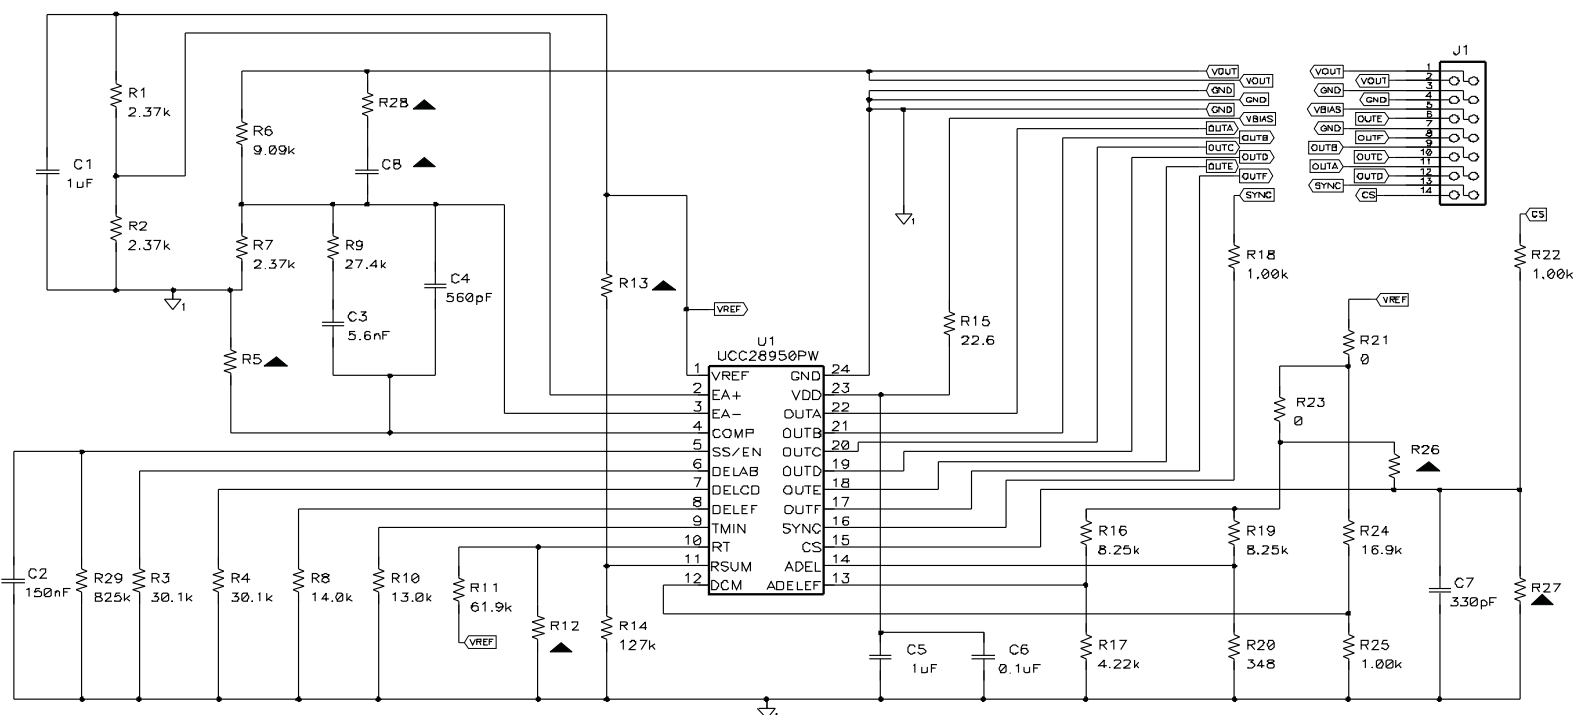 J1
VOUT
VOUT
GND
GND
GND
VBIAS
OUTA
OUTB
OUTC
OUTD
OUTE
OUTF
SYNC
VOUT 1
VOUT 2
GND 3
GND 4
VBIAS 5
OUTE 6
GND 7
OUTF 8
OUTB 9
OUTC 10
OUTA 11
OUTD 12
SYNC 13
CS 14
CS
R1
2.37k
R28
R6
9.09k
C1
1uF
C8
R2
2.37k
R7
2.37k
R9
27.4k
C4
560pF
R13
R18
1.00k
R22
1.00k
1
1
VREF
VREF
C3
5.6nF
R15
22.6
R21
0
R5
U1
UCC28950PW
1 VREF GND 24
2 EA+ VDD 23
3 EA- OUTA 22
4 COMP OUTB 21
5 SS/EN OUTC 20
6 DELAB OUTD 19
7 DELCD OUTE 18
8 DELEF OUTF 17
9 TMIN SYNC 16
10 RT CS 15
11 RSUM ADEL 14
12 DCM ADELEF 13
R23
0
R26
R16
8.25k
R19
8.25k
R24
16.9k
C2
150nF
R29
825k
R3
30.1k
R4
30.1k
R8
14.0k
R10
13.0k
R11
61.9k
VREF
R12
R14
127k
C7
330pF
R27
C5
1uF
C6
0.1uF
R17
4.22k
R20
348
R25
1.00k